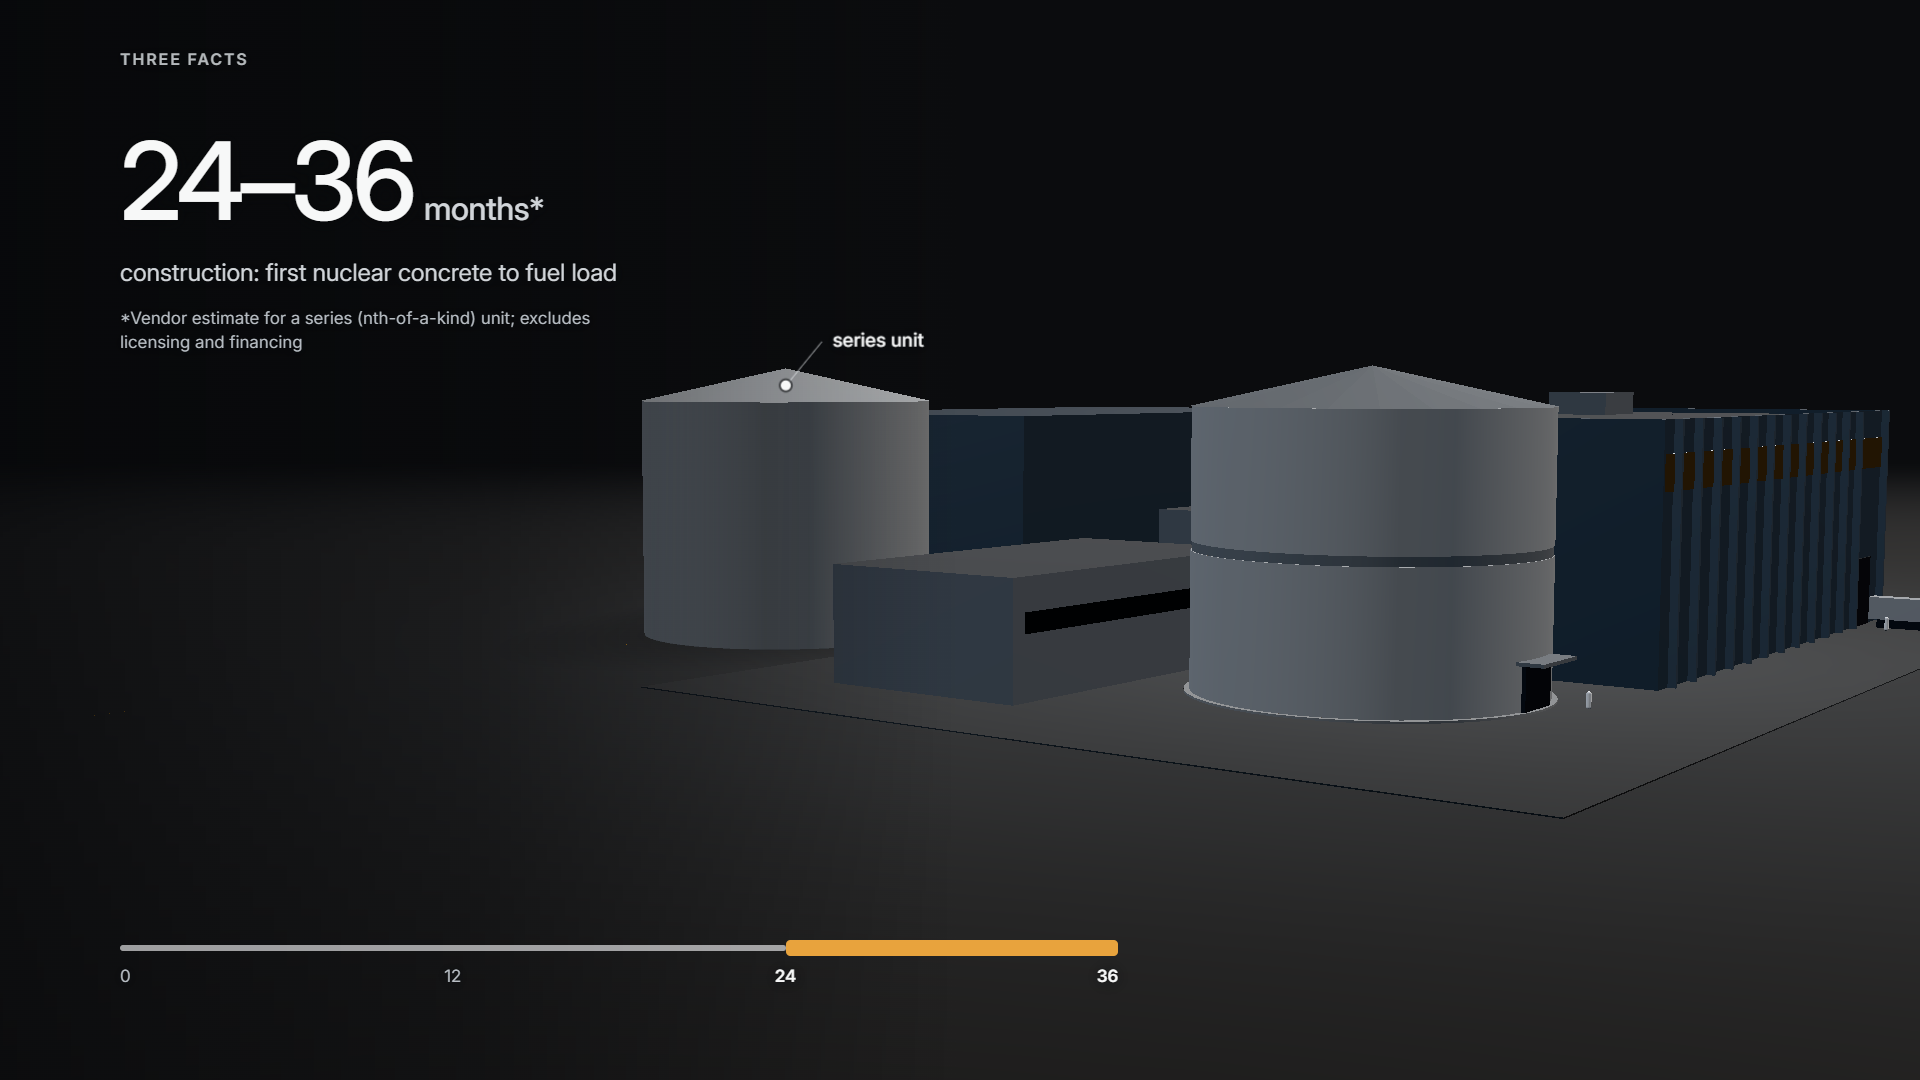 THREE FACTS
24–36 months*
construction: first nuclear concrete to fuel load
*Vendor estimate for a series (nth-of-a-kind) unit; excludes
licensing and financing
series unit
0 12 24 36